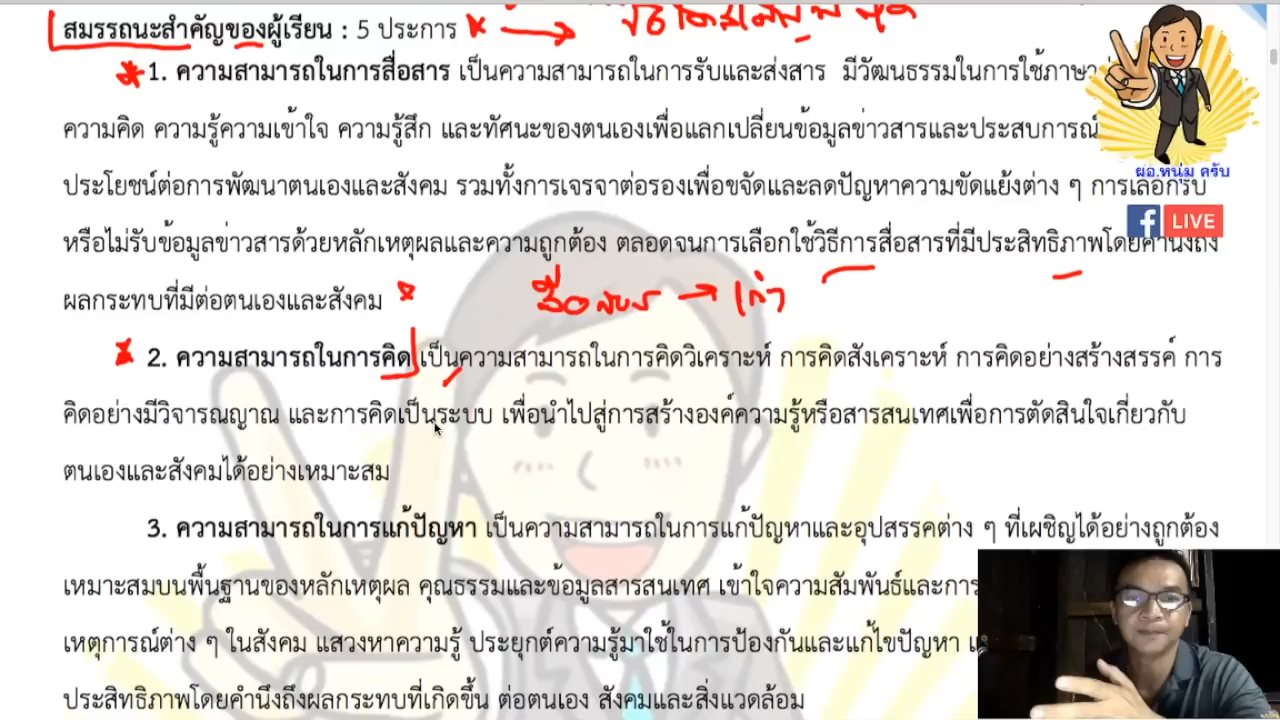 สมรรถนะสำคัญของผู้เรียน : 5 ประการ
1. ความสามารถในการสื่อสาร เป็นความสามารถในการรับและส่งสาร มีวัฒนธรรมในการใช้ภาษา
ความคิด ความรู้ความเข้าใจ ความรู้สึก และทัศนะของตนเองเพื่อแลกเปลี่ยนข้อมูลข่าวสารและประสบการณ์
ผอ.หนุ่ม ครับ
ประโยชน์ต่อการพัฒนาตนเองและสังคม รวมทั้งการเจรจาต่อรองเพื่อขจัดและลดปัญหาความขัดแย้งต่าง ๆ การเลือกรับ
f LIVE
หรือไม่รับข้อมูลข่าวสารด้วยหลักเหตุผลและความถูกต้อง ตลอดจนการเลือกใช้วิธีการสื่อสารที่มีประสิทธิภาพโดยคำนึงถึง
ผลกระทบที่มีต่อตนเองและสังคม
2. ความสามารถในการคิด เป็นความสามารถในการคิดวิเคราะห์ การคิดสังเคราะห์ การคิดอย่างสร้างสรรค์ การ
คิดอย่างมีวิจารณญาณ และการคิดเป็นระบบ เพื่อนำไปสู่การสร้างองค์ความรู้หรือสารสนเทศเพื่อการตัดสินใจเกี่ยวกับ
ตนเองและสังคมได้อย่างเหมาะสม
3. ความสามารถในการแก้ปัญหา เป็นความสามารถในการแก้ปัญหาและอุปสรรคต่าง ๆ ที่เผชิญได้อย่างถูกต้อง
เหมาะสมบนพื้นฐานของหลักเหตุผล คุณธรรมและข้อมูลสารสนเทศ เข้าใจความสัมพันธ์และการ
เหตุการณ์ต่าง ๆ ในสังคม แสวงหาความรู้ ประยุกต์ความรู้มาใช้ในการป้องกันและแก้ไขปัญหา
ประสิทธิภาพโดยคำนึงถึงผลกระทบที่เกิดขึ้น ต่อตนเอง สังคมและสิ่งแวดล้อม